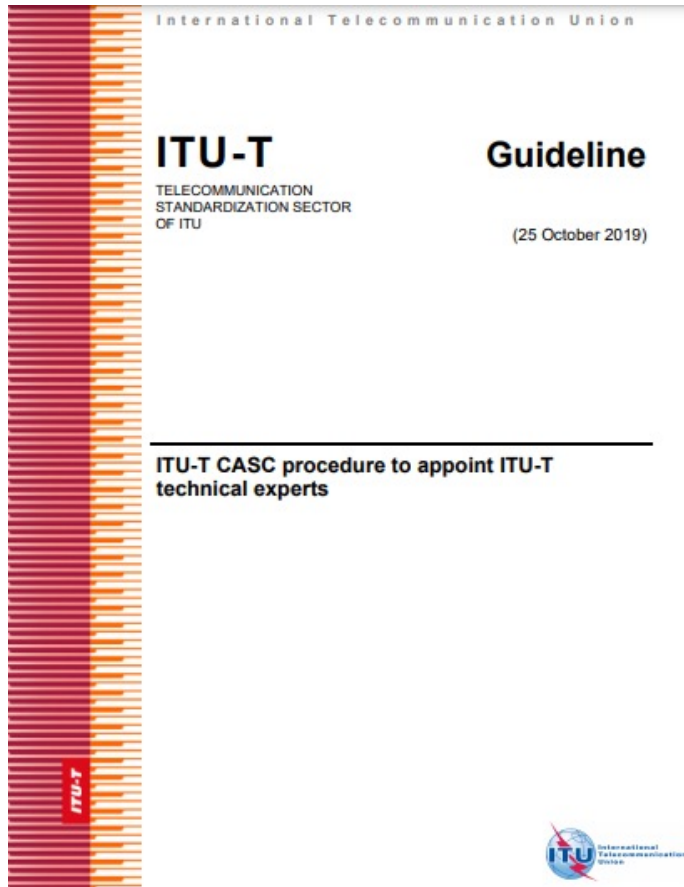 International Telecommunication Union
ITU-T
Guideline
TELECOMMUNICATION
STANDARDIZATION SECTOR
OF ITU
(25 October 2019)
ITU-T CASC procedure to appoint ITU-T
technical experts
ITU-T
ITU
International
Telecommunication
Union